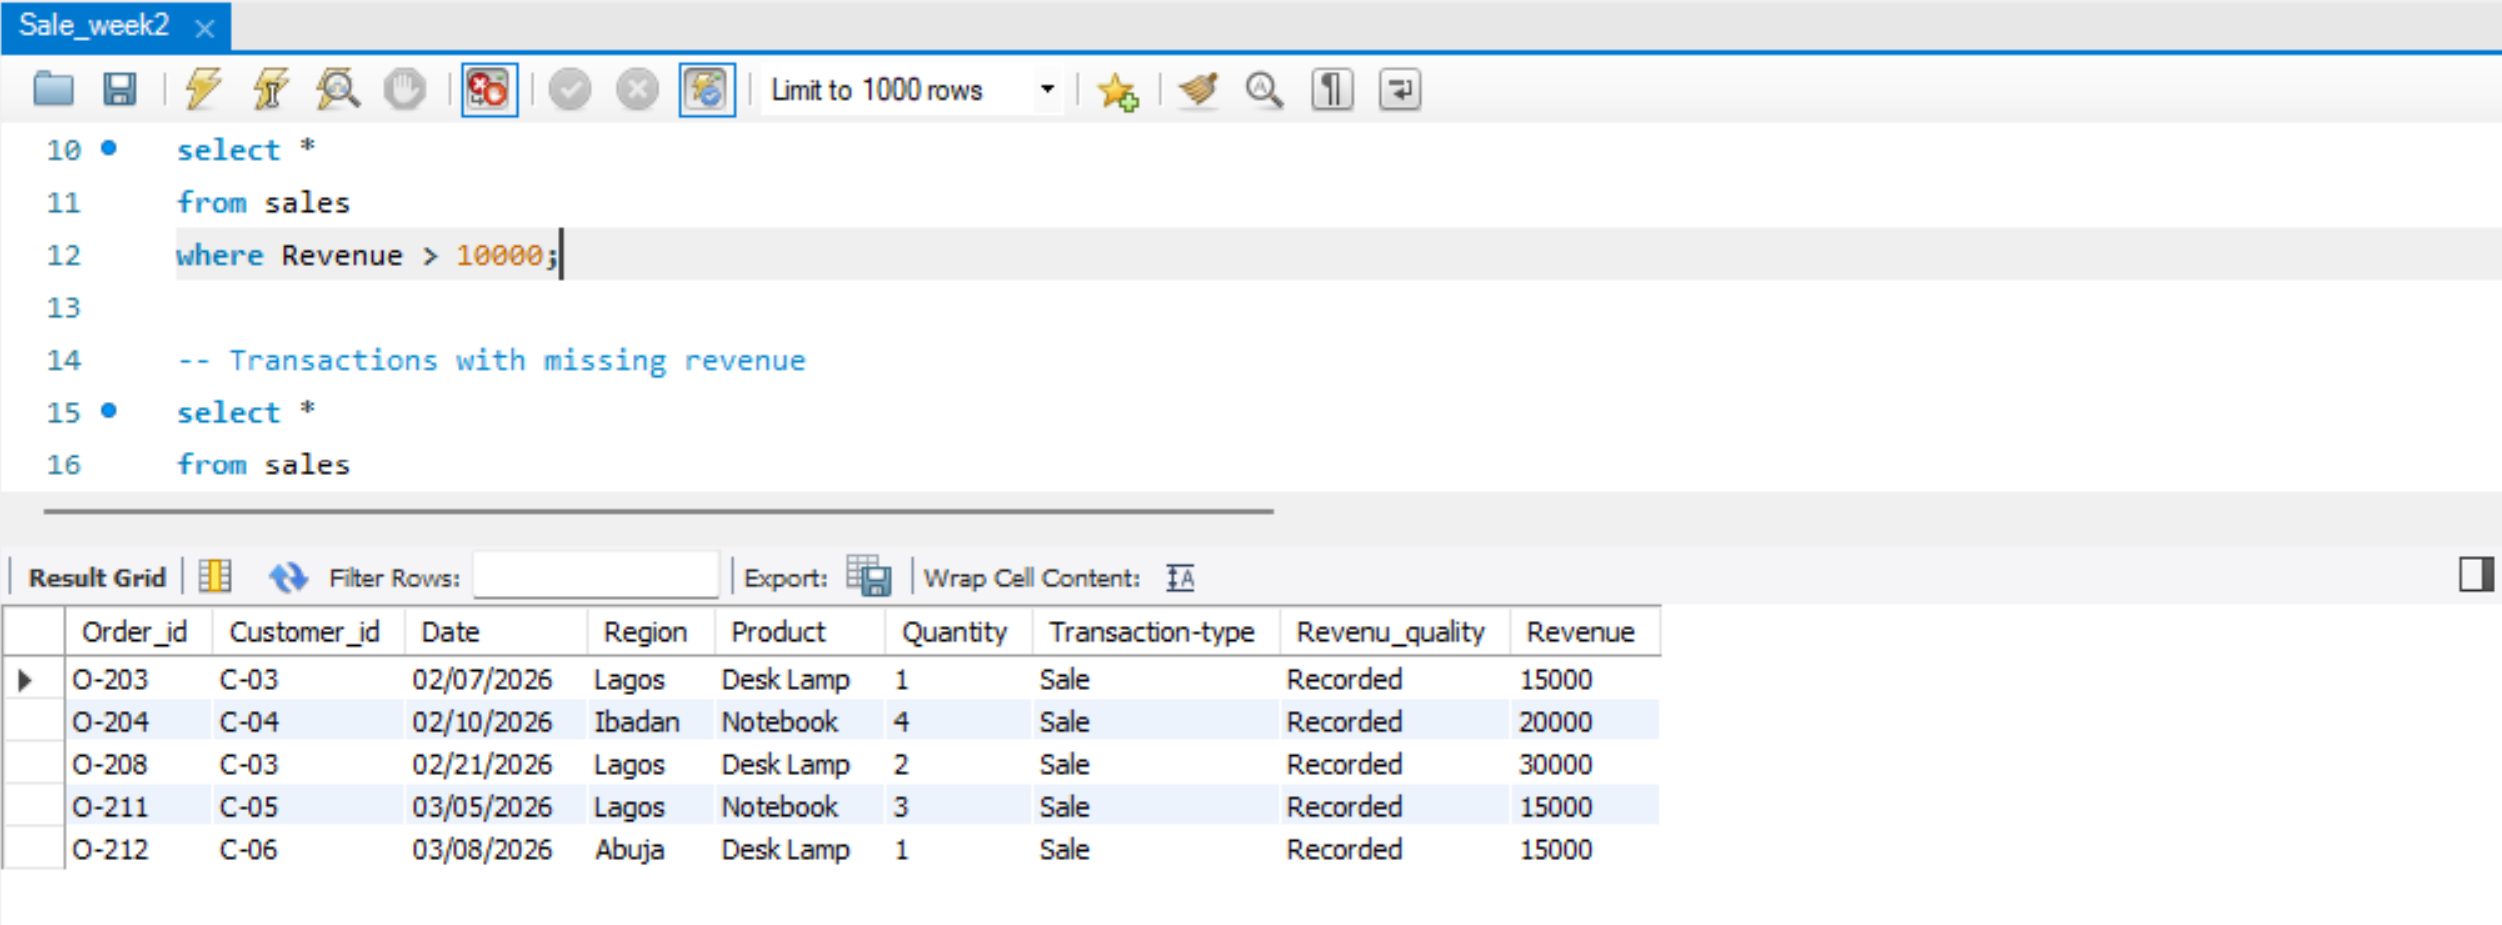 Sale_week2
Limit to 1000 rows
10 select *
11 from sales
12 where Revenue > 10000;
13
14 -- Transactions with missing revenue
15 select *
16 from sales
Result Grid Filter Rows: Export: Wrap Cell Content:
Order_id Customer_id Date Region Product Quantity Transaction-type Revenu_quality Revenue
O-203 C-03 02/07/2026 Lagos Desk Lamp 1 Sale Recorded 15000
O-204 C-04 02/10/2026 Ibadan Notebook 4 Sale Recorded 20000
O-208 C-03 02/21/2026 Lagos Desk Lamp 2 Sale Recorded 30000
O-211 C-05 03/05/2026 Lagos Notebook 3 Sale Recorded 15000
O-212 C-06 03/08/2026 Abuja Desk Lamp 1 Sale Recorded 15000